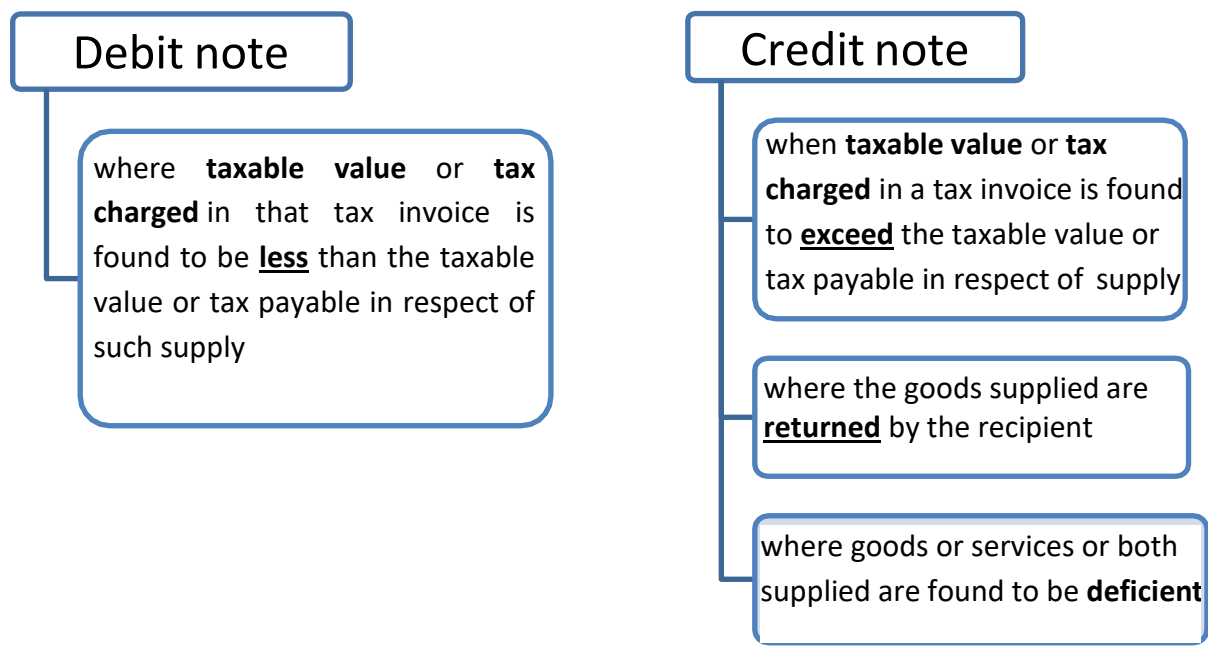 Debit note
where taxable value or tax
charged in that tax invoice is
found to be less than the taxable
value or tax payable in respect of
such supply
Credit note
when taxable value or tax
charged in a tax invoice is found
to exceed the taxable value or
tax payable in respect of supply
where the goods supplied are
returned by the recipient
where goods or services or both
supplied are found to be deficient